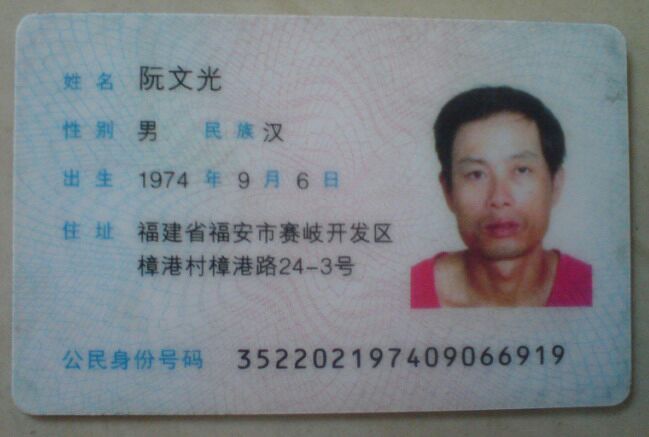 姓名 阮文光
性别 男 民族 汉
出生 1974 年 9 月 6 日
住址 福建省福安市赛岐开发区
樟港村樟港路24-3号
公民身份号码 352202197409066919